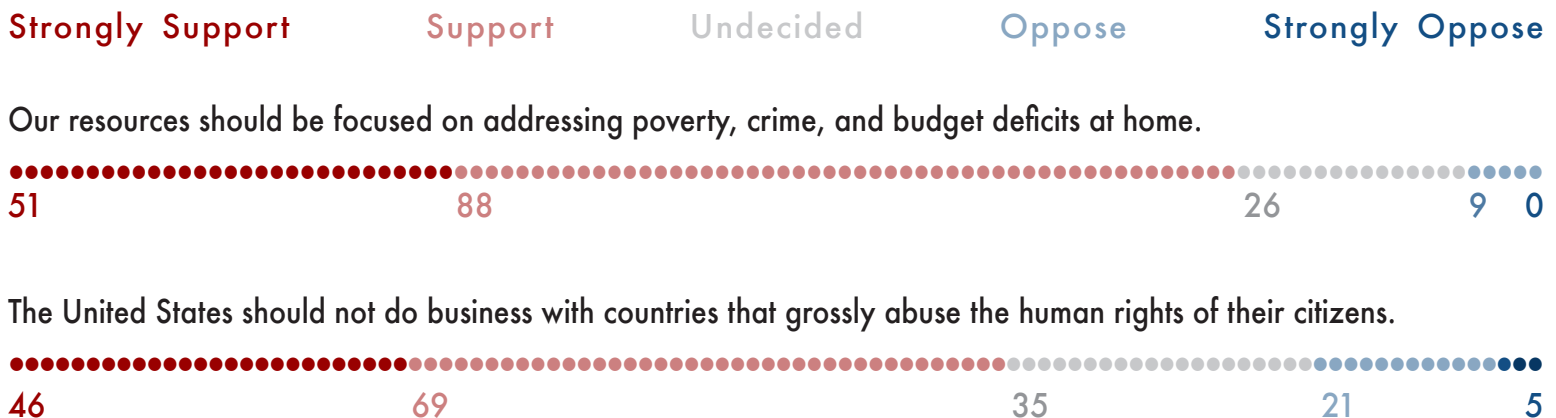 Strongly Support Support Undecided Oppose Strongly Oppose
Our resources should be focused on addressing poverty, crime, and budget deficits at home.
51 88 26 9 0
The United States should not do business with countries that grossly abuse the human rights of their citizens.
46 69 35 21 5